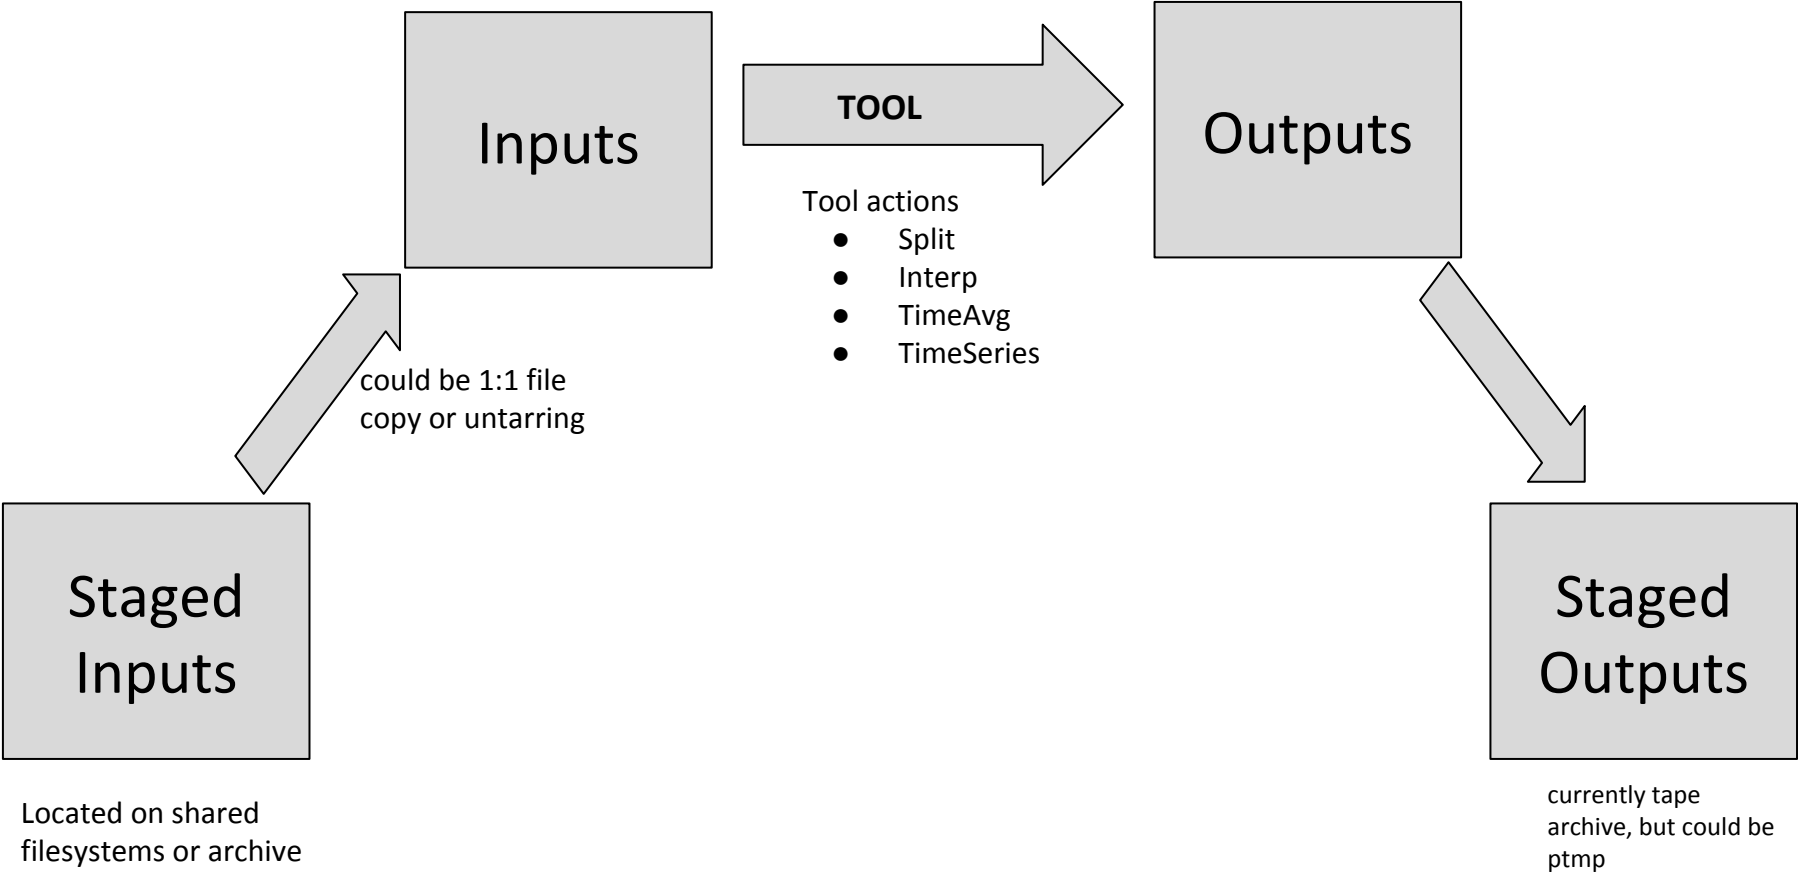 Inputs
TOOL
Outputs
Tool actions
● Split
● Interp
● TimeAvg
● TimeSeries
could be 1:1 file
copy or untarring
Staged
Inputs
Staged
Outputs
Located on shared
filesystems or archive
currently tape
archive, but could be
ptmp